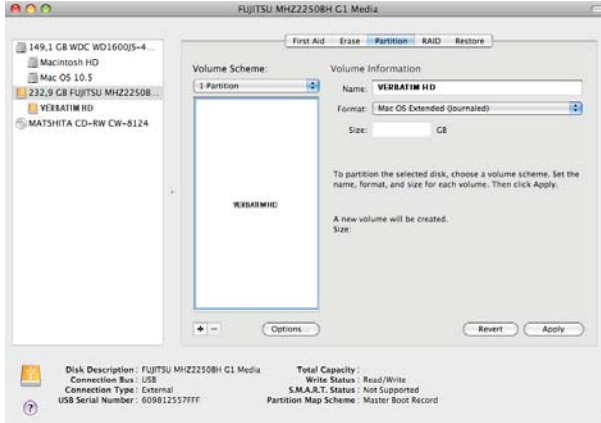 FUJITSU MHZ2250BH G1 Media
First Aid Erase Partition RAID Restore
149,1 GB WDC WD1600JS-4...
Macintosh HD
Mac OS 10.5
232,9 GB FUJITSU MHZ2250B...
VERBATIM HD
MATSHITA CD-RW CW-8124
Volume Scheme:
1 Partition
VERBATIM HD
Volume Information
Name: VERBATIM HD
Format: Mac OS Extended (Journaled)
Size: GB
To partition the selected disk, choose a volume scheme. Set the
name, format, and size for each volume. Then click Apply.
A new volume will be created.
Size:
+ -
Options...
Revert
Apply
Disk Description : FUJITSU MHZ2250BH G1 Media
Connection Bus : USB
Connection Type : External
USB Serial Number : 609812557FFF
Total Capacity :
Write Status : Read/Write
S.M.A.R.T. Status : Not Supported
Partition Map Scheme : Master Boot Record
?